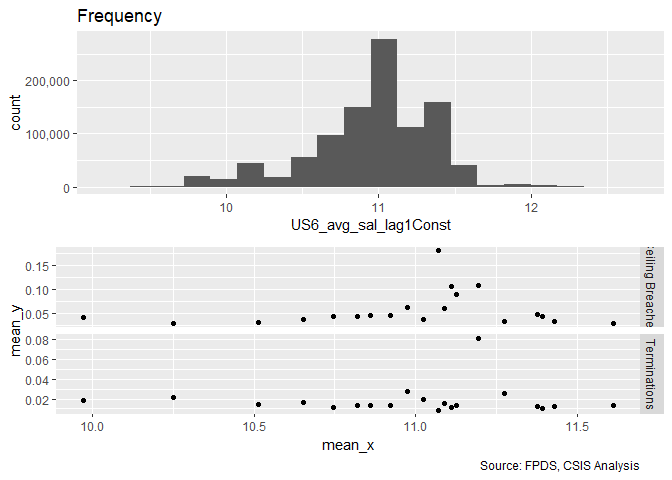 Frequency
200,000
100,000
0
count
10
11
12
US6_avg_sal_lag1Const
0.15
0.10
0.05
Ceiling Breache
0.08
0.06
0.04
0.02
Terminations
mean_y
10.0
10.5
11.0
11.5
mean_x
Source: FPDS, CSIS Analysis